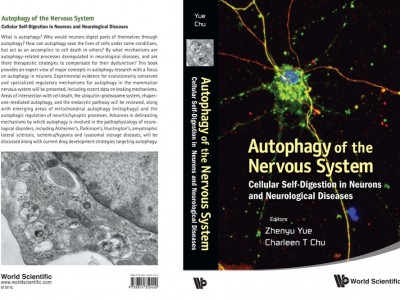 Autophagy of the Nervous System
Cellular Self-Digestion in Neurons and Neurological Diseases
What is autophagy? Why would neurons digest parts of themselves through
autophagy? How can autophagy save the lives of cells under some conditions,
but act as an accomplice to cell death in others? By what mechanisms are
autophagy-related processes dysregulated in neurological diseases, and are
there therapeutic strategies to compensate for their dysfunction? This book
provides an expert view of major concepts in autophagy research with a focus
on autophagy in neurons. Experimental evidence for evolutionarily conserved
and specialized regulatory mechanisms for autophagy in the mammalian
nervous system will be presented, including recent data on mechanisms.
Areas of intersection with cell death, the ubiquitin-proteasome system, chaper-
one-mediated autophagy, and the endocytic pathway will be reviewed, along
with emerging areas of mitochondrial autophagy (mitophagy) and the
autophagic regulation of neuritic/synaptic processes. Advances in delineating
mechanisms by which autophagy is involved in the pathophysiology of neuro-
logical disorders, including Alzheimer's, Parkinson's, Huntington's, amyotrophic
lateral sclerosis, ischemia/hypoxia and lysosomal storage diseases, will be
discussed along with current drug development strategies targeting autophagy.
World Scientific
www.worldscientific.com
Yue
Chu
Autophagy of the Nervous System
Cellular Self-Digestion in Neurons and Neurological Diseases
Autophagy of the
Nervous System
Cellular Self-Digestion in Neurons
and Neurological Diseases
Editors
Zhenyu Yue
Charleen T Chu
World Scientific